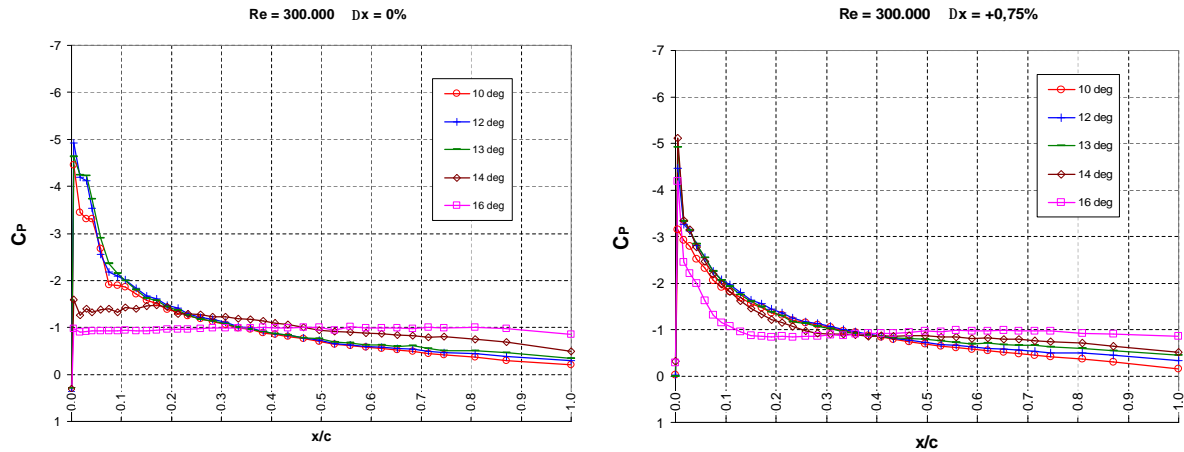 Re = 300.000 Dx = 0%
-7
-6
-5
-4
-3
-2
-1
0
1
CP
10 deg
12 deg
13 deg
14 deg
16 deg
0.0
0.1
0.2
0.3
0.4
0.5
0.6
0.7
0.8
0.9
1.0
x/c
Re = 300.000 Dx = +0,75%
-7
-6
-5
-4
-3
-2
-1
0
1
CP
10 deg
12 deg
13 deg
14 deg
16 deg
0.0
0.1
0.2
0.3
0.4
0.5
0.6
0.7
0.8
0.9
1.0
x/c